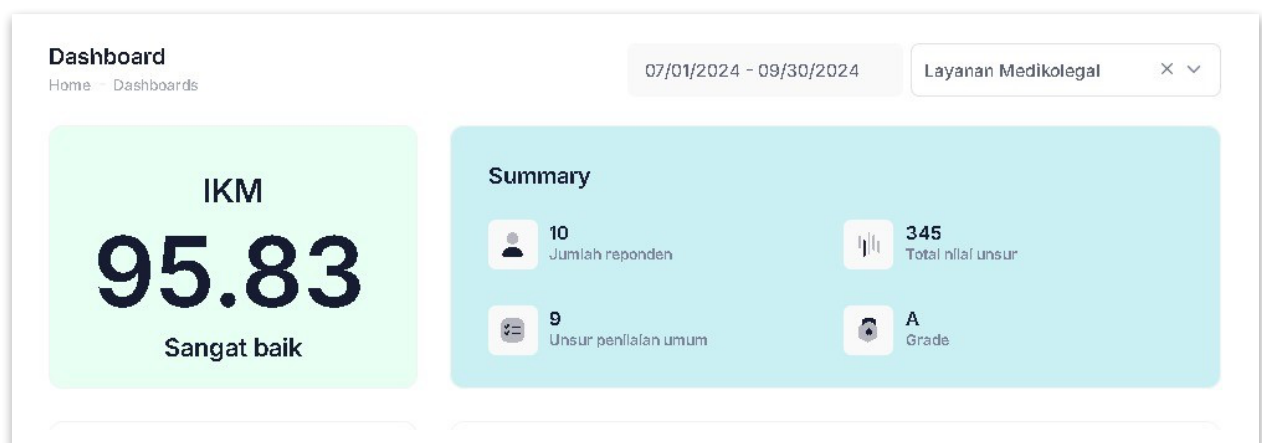 Dashboard
Home - Dashboards
07/01/2024 - 09/30/2024
Layanan Medikolegal
IKM
95.83
Sangat baik
Summary
10
Jumlah reponden
345
Total nilai unsur
9
Unsur penilaian umum
A
Grade